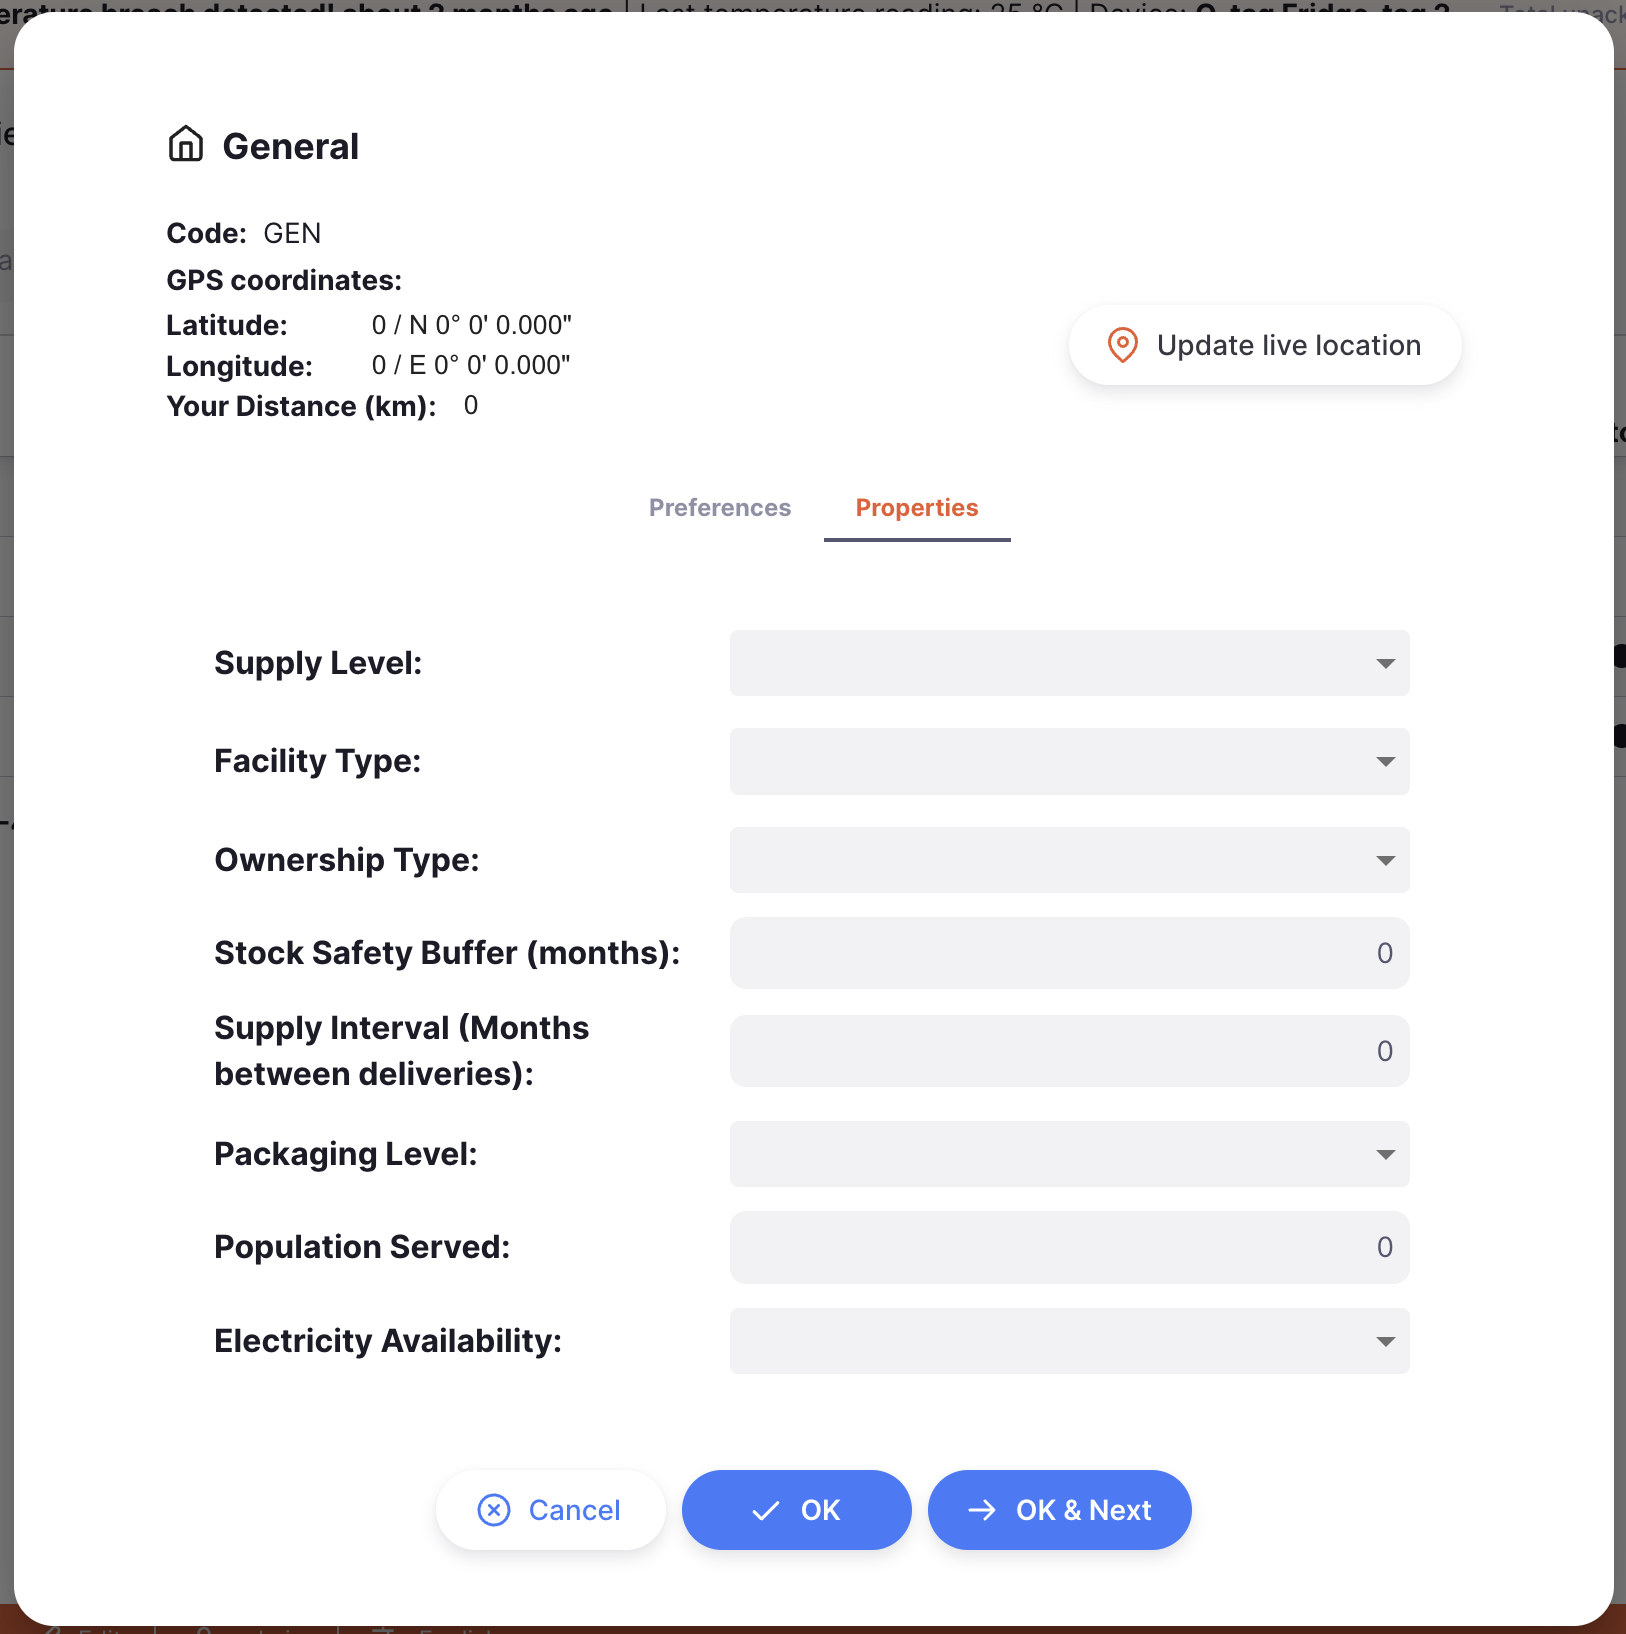 General
Code: GEN
GPS coordinates:
Latitude: 0 / N 0° 0' 0.000"
Longitude: 0 / E 0° 0' 0.000"
Your Distance (km): 0
Update live location
Preferences Properties
Supply Level:
Facility Type:
Ownership Type:
Stock Safety Buffer (months): 0
Supply Interval (Months
between deliveries): 0
Packaging Level:
Population Served: 0
Electricity Availability:
Cancel OK OK & Next